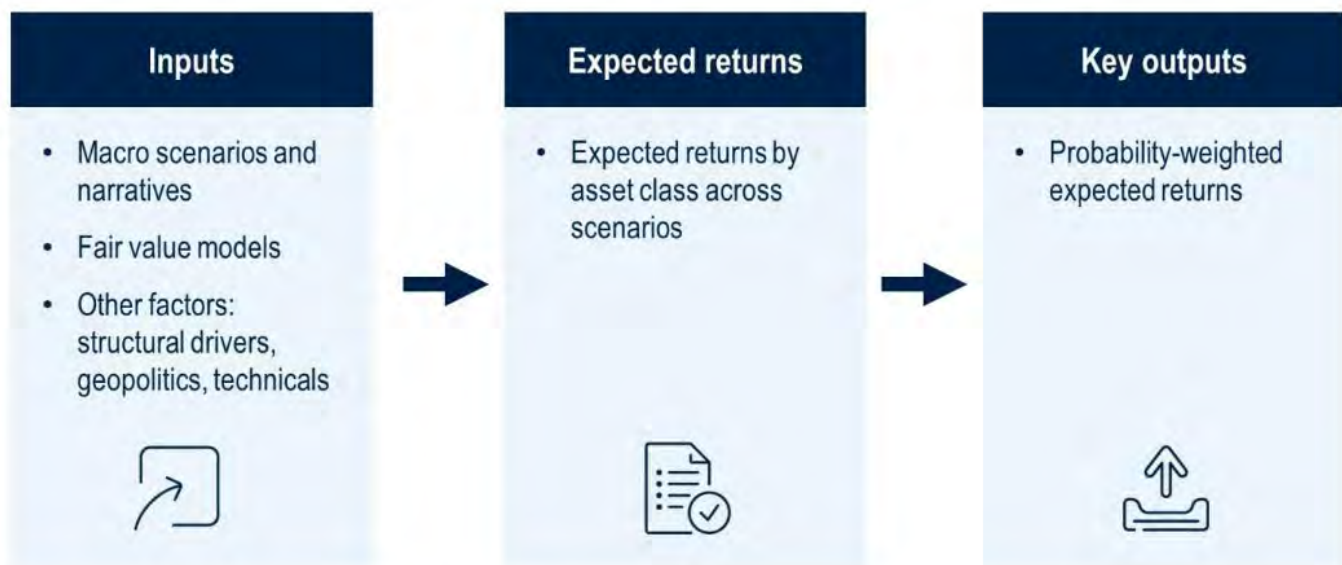 Inputs
• Macro scenarios and
narratives
• Fair value models
• Other factors:
structural drivers,
geopolitics, technicals
Expected returns
• Expected returns by
asset class across
scenarios
Key outputs
• Probability-weighted
expected returns